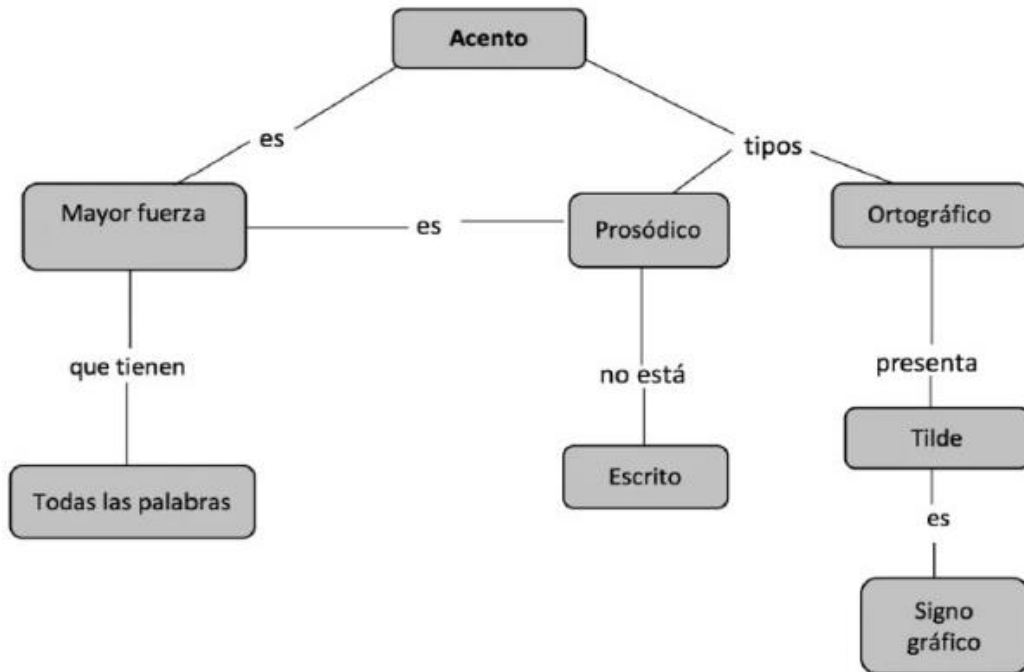 Acento
es
tipos
Mayor fuerza
es
Prosódico
Ortográfico
que tienen
no está
presenta
Todas las palabras
Escrito
Tilde
es
Signo
gráfico